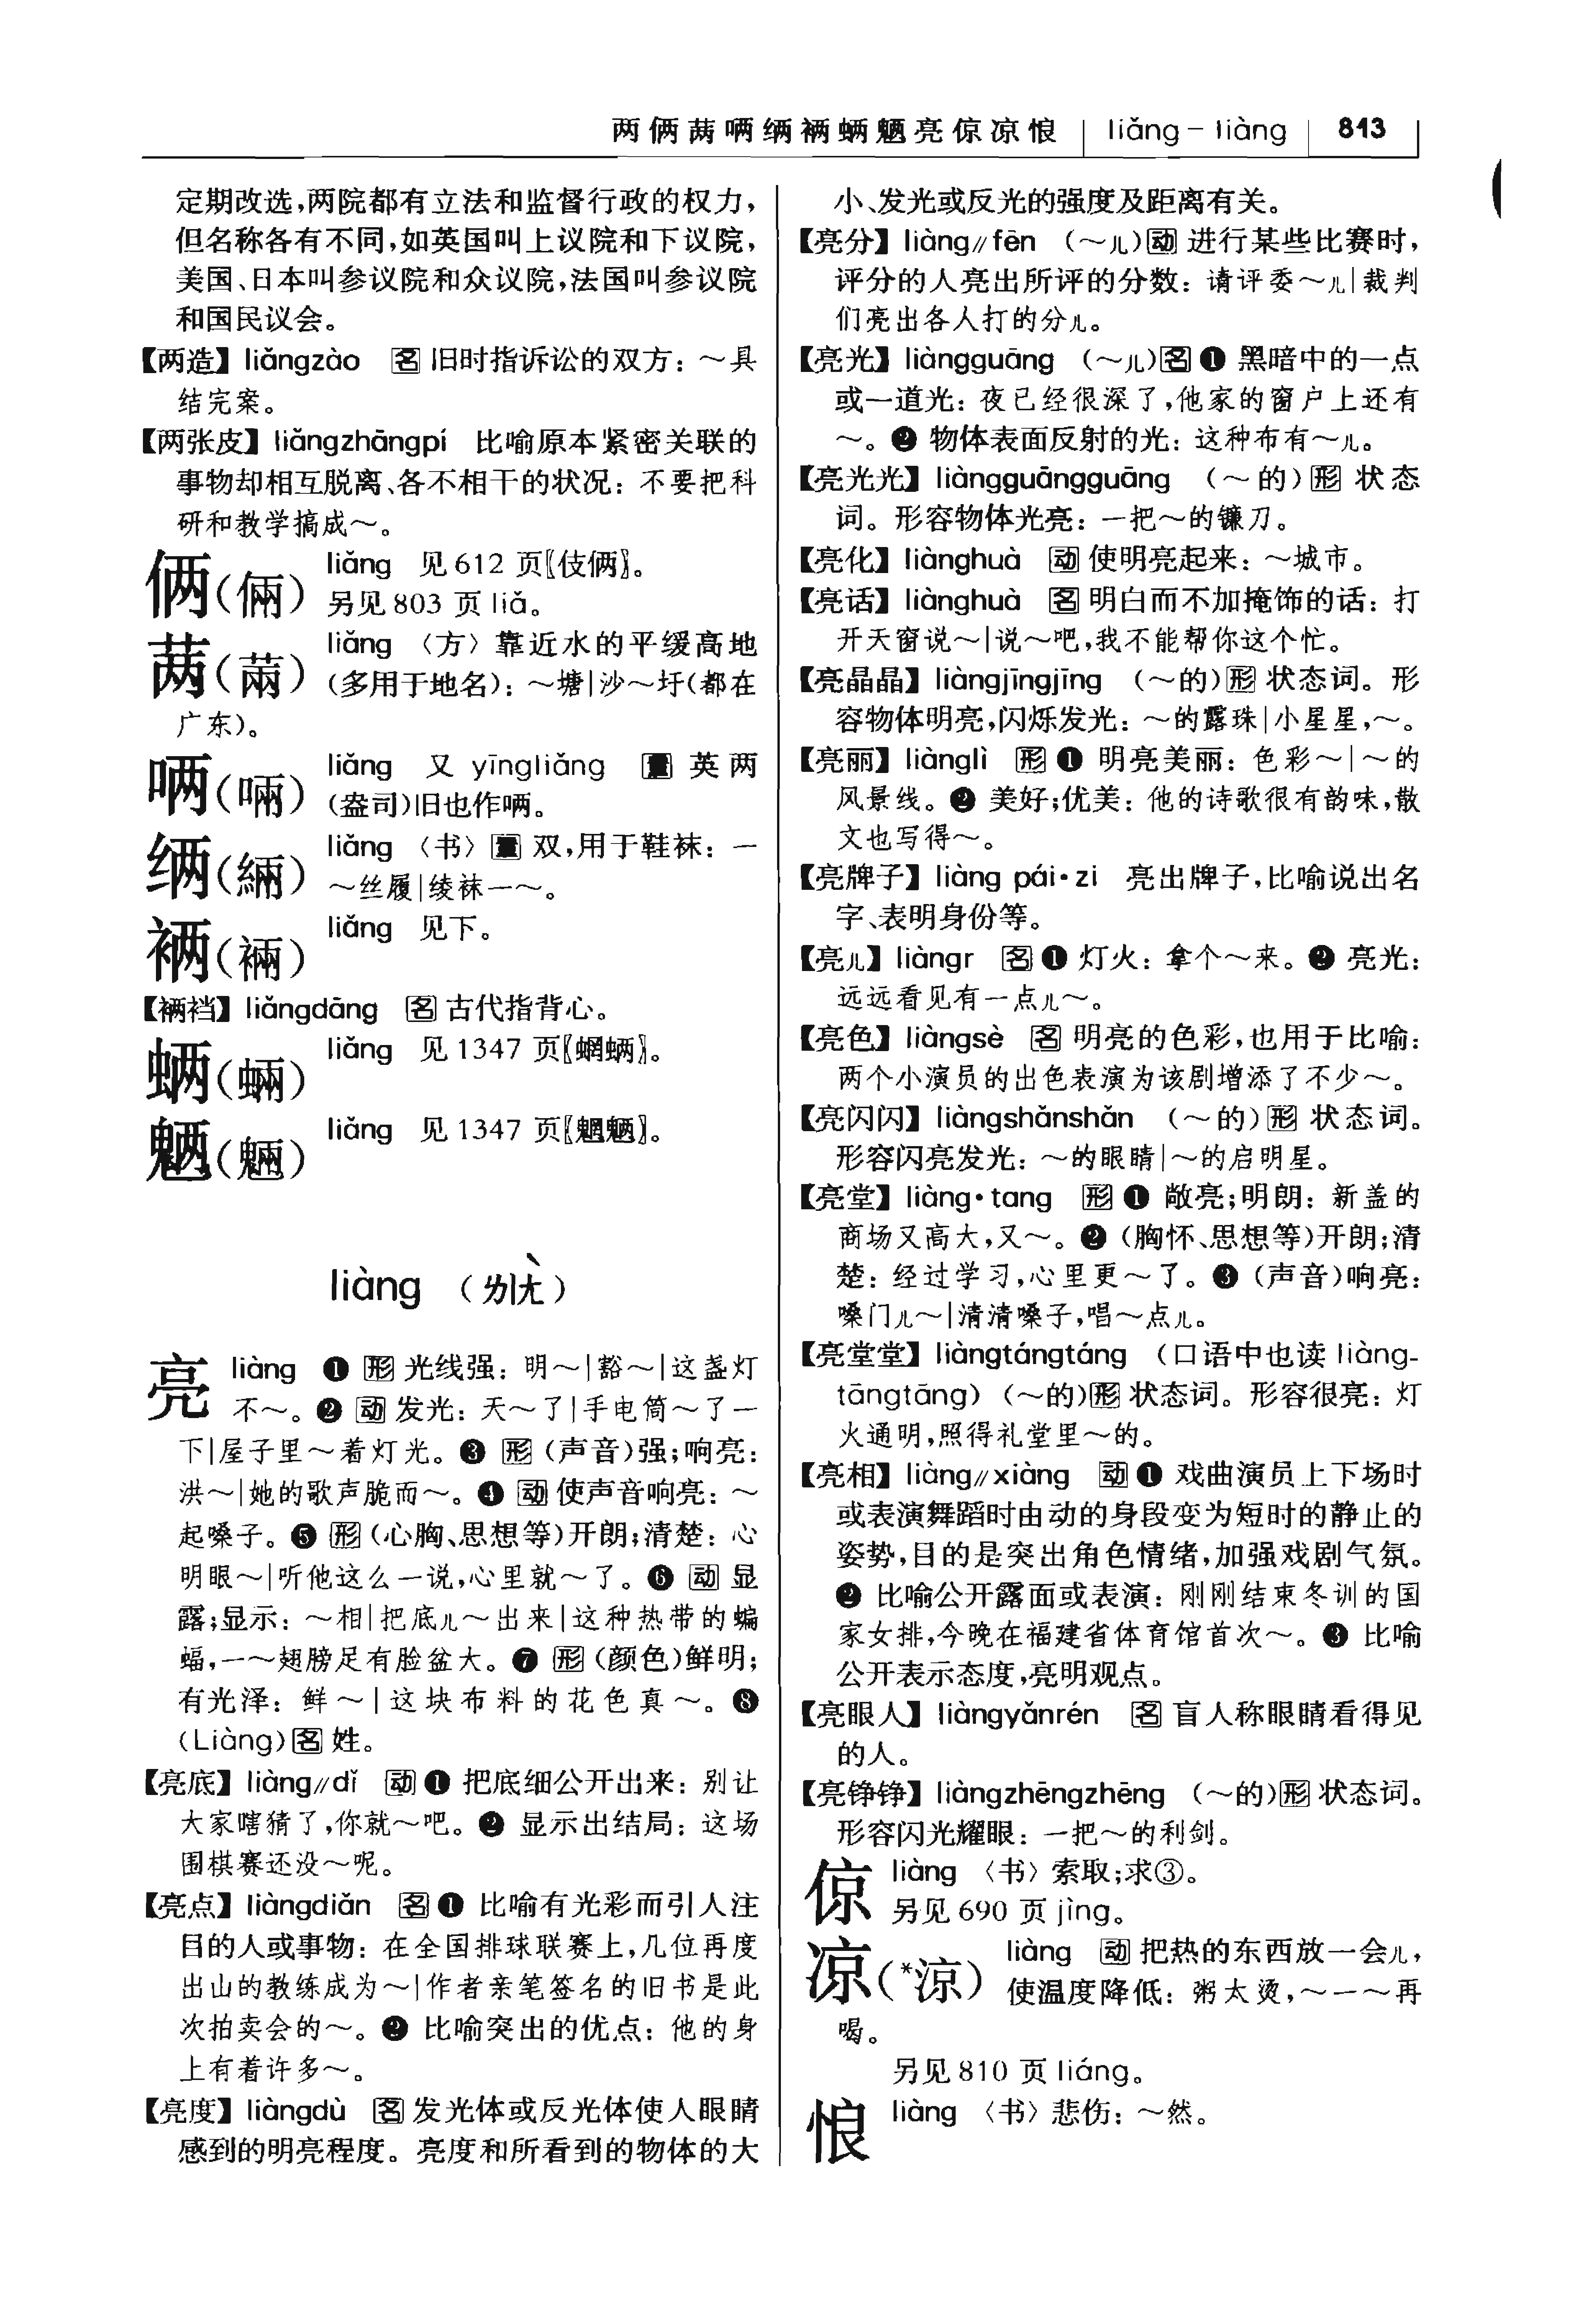 两俩𬜯啢緉裲蜽魉亮倞凉悢 liǎng－liàng 813
定期改选,两院都有立法和监督行政的权力,
但名称各有不同,如英国叫上议院和下议院,
美国、日本叫参议院和众议院,法国叫参议院
和国民议会。
【两造】liǎngzào 名 旧时指诉讼的双方：～具
结完案。
【两张皮】liǎngzhāngpí 比喻原本紧密关联的
事物却相互脱离、各不相干的状况：不要把科
研和教学搞成～。
俩(倆) liǎng 见 612 页〖伎俩〗。
另见 803 页 liǎ。
𬜯(䓣) liǎng〈方〉靠近水的平缓高地
(多用于地名)：～塘|沙～圩(都在
广东)。
唡(啢) liǎng 又 yīngliǎng 量 英两
(盎司)旧也作唡。
𬜯(緉) liǎng〈书〉量 双,用于鞋袜：一
～丝履|绫袜一～。
裲(裲) liǎng 见下。
【裲裆】liǎngdāng 名 古代指背心。
蜽(蜽) liǎng 见 1347 页〖蝄蜽〗。
魉(魎) liǎng 见 1347 页〖魍魉〗。
liàng （ㄌㄧㄤˋ）
亮 liàng ❶ 形 光线强：明～|豁～|这盏灯
不～。❷ 动 发光：天～了|手电筒～了一
下|屋子里～着灯光。❸ 形 (声音)强;响亮：
洪～|她的歌声脆而～。❹ 动 使声音响亮：～
起嗓子。❺ 形 (心胸、思想等)开朗;清楚：心
明眼～|听他这么一说,心里就～了。❻ 动 显
露;显示：～相|把底儿～出来|这种热带的蝙
蝠,一～翅膀足有脸盆大。❼ 形 (颜色)鲜明;
有光泽：鲜～|这块布料的花色真～。❽
(Liàng)名 姓。
【亮底】liàng∥dǐ 动 ❶ 把底细公开出来：别让
大家瞎猜了,你就～吧。❷ 显示出结局：这场
围棋赛还没～呢。
【亮点】liàngdiǎn 名 ❶ 比喻有光彩而引人注
目的人或事物：在全国排球联赛上,几位再度
出山的教练成为～|作者亲笔签名的旧书是此
次拍卖会的～。❷ 比喻突出的优点：他的身
上有着许多～。
【亮度】liàngdù 名 发光体或反光体使人眼睛
感到的明亮程度。亮度和所看到的物体的大
小、发光或反光的强度及距离有关。
【亮分】liàng∥fēn （～儿）动 进行某些比赛时,
评分的人亮出所评的分数：请评委～儿|裁判
们亮出各人打的分儿。
【亮光】liàngguāng （～儿）名 ❶ 黑暗中的一点
或一道光：夜已经很深了,他家的窗户上还有
～。❷ 物体表面反射的光：这种布有～儿。
【亮光光】liàngguāngguāng （～的）形 状态
词。形容物体光亮：一把～的镰刀。
【亮化】liànghuà 动 使明亮起来：～城市。
【亮话】liànghuà 名 明白而不加掩饰的话：打
开天窗说～|说～吧,我不能帮你这个忙。
【亮晶晶】liàngjīngjīng （～的）形 状态词。形
容物体明亮,闪烁发光：～的露珠|小星星,～。
【亮丽】liànglì 形 ❶ 明亮美丽：色彩～|～的
风景线。❷ 美好;优美：他的诗歌很有韵味,散
文也写得～。
【亮牌子】liàng pái•zi 亮出牌子,比喻说出名
字、表明身份等。
【亮儿】liàngr 名 ❶ 灯火：拿个～来。❷ 亮光：
远远看见有一点儿～。
【亮色】liàngsè 名 明亮的色彩,也用于比喻：
两个小演员的出色表演为该剧增添了不少～。
【亮闪闪】liàngshǎnshǎn （～的）形 状态词。
形容闪亮发光：～的眼睛|～的启明星。
【亮堂】liàng•tang 形 ❶ 敞亮;明朗：新盖的
商场又高大,又～。❷ (胸怀、思想等)开朗;清
楚：经过学习,心里更～了。❸ (声音)响亮：
嗓门儿～|清清嗓子,唱～点儿。
【亮堂堂】liàngtángtáng （口语中也读 liàng-
tāngtāng）（～的）形 状态词。形容很亮：灯
火通明,照得礼堂里～的。
【亮相】liàng∥xiàng 动 ❶ 戏曲演员上下场时
或表演舞蹈时由动的身段变为短时的静止的
姿势,目的是突出角色情绪,加强戏剧气氛。
❷ 比喻公开露面或表演：刚刚结束冬训的国
家女排,今晚在福建省体育馆首次～。❸ 比喻
公开表示态度,亮明观点。
【亮眼人】liàngyǎnrén 名 盲人称眼睛看得见
的人。
【亮铮铮】liàngzhēngzhēng （～的）形 状态词。
形容闪光耀眼：一把～的利剑。
倞 liàng〈书〉索取;求③。
另见 690 页 jìng。
凉(*涼) liàng 动 把热的东西放一会儿,
使温度降低：粥太烫,～一～再
喝。
另见 810 页 liáng。
悢 liàng〈书〉悲伤：～然。